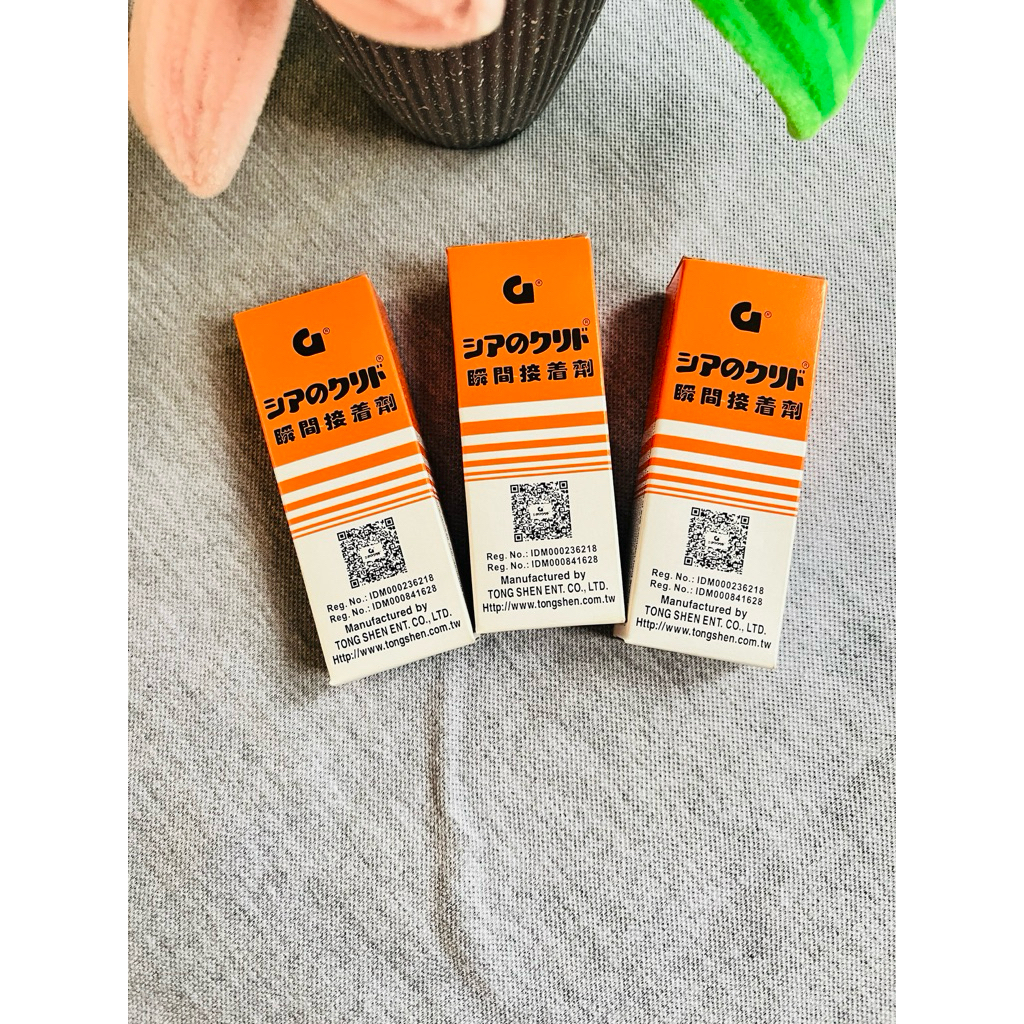 G®
シアノクリド®
瞬間接着劑
Reg. No.: IDM000236218
Reg. No.: IDM000841628
Manufactured by
TONG SHEN ENT. CO., LTD.
Http://www.tongshen.com.tw
G®
シアのクリド®
瞬間接着劑
Reg. No.: IDM000236218
Reg. No.: IDM000841628
Manufactured by
TONG SHEN ENT. CO., LTD.
Http://www.tongshen.com.tw
G®
シアのクリド®
瞬間接着劑
Reg. No.: IDM000236218
Reg. No.: IDM000841628
Manufactured by
TONG SHEN ENT. CO., LTD.
Http://www.tongshen.com.tw